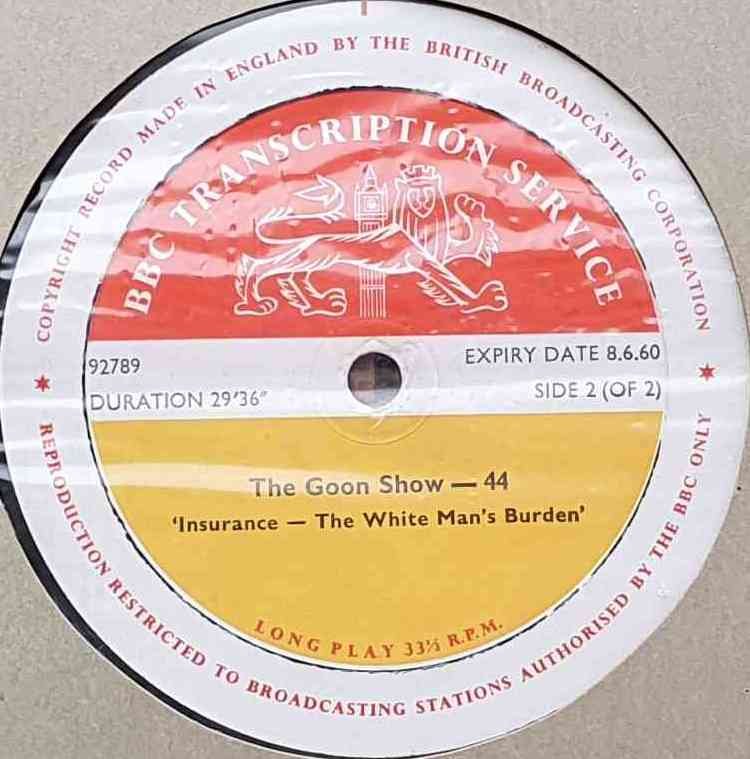 COPYRIGHT RECORD MADE IN ENGLAND BY THE BRITISH BROADCASTING CORPORATION
BBC TRANSCRIPTION SERVICE
92789
EXPIRY DATE 8.6.60
DURATION 29'36"
SIDE 2 (OF 2)
The Goon Show — 44
'Insurance — The White Man's Burden'
LONG PLAY 33⅓ R.P.M.
REPRODUCTION RESTRICTED TO BROADCASTING STATIONS AUTHORISED BY THE BBC ONLY